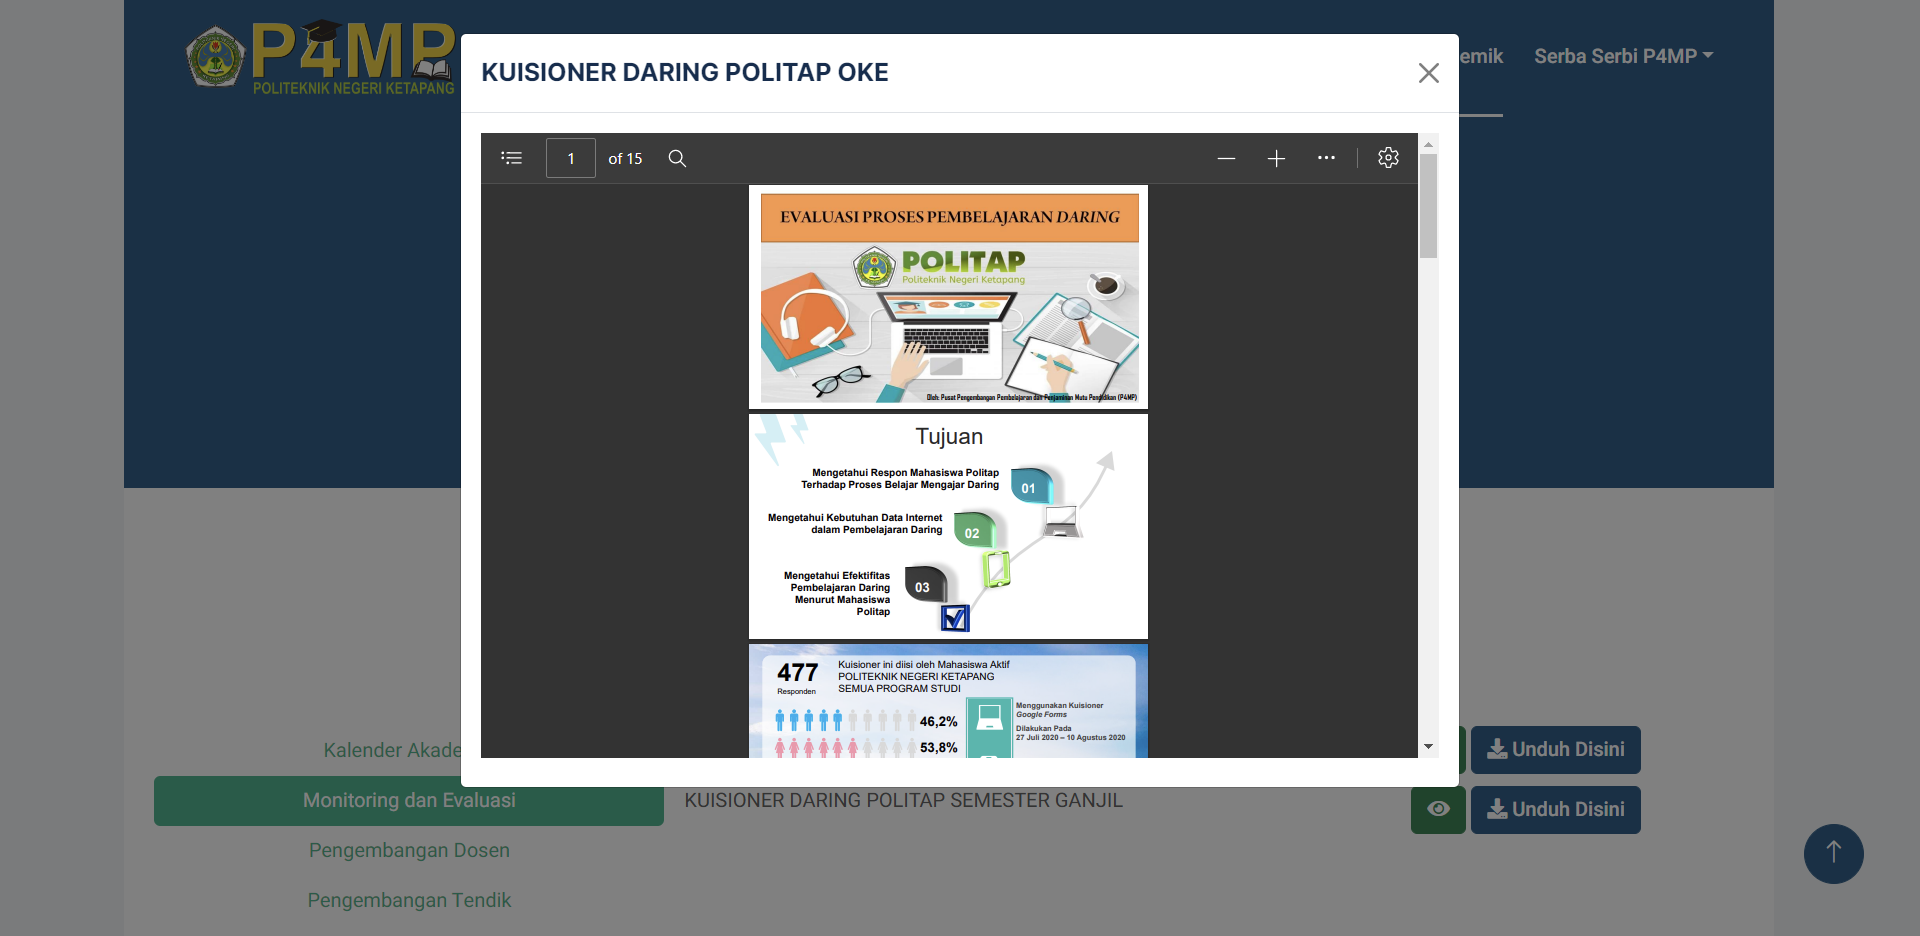 P4MP
POLITEKNIK NEGERI KETAPANG
emik
Serba Serbi P4MP
KUISIONER DARING POLITAP OKE
1 of 15
EVALUASI PROSES PEMBELAJARAN DARING
POLITAP
Politeknik Negeri Ketapang
Oleh: Pusat Pengembangan Pembelajaran dan Penjaminan Mutu Pendidikan (P4MP)
Tujuan
Mengetahui Respon Mahasiswa Politap
Terhadap Proses Belajar Mengajar Daring
01
Mengetahui Kebutuhan Data Internet
dalam Pembelajaran Daring
02
Mengetahui Efektifitas
Pembelajaran Daring
Menurut Mahasiswa
Politap
03
477
Responden
Kuisioner ini diisi oleh Mahasiswa Aktif
POLITEKNIK NEGERI KETAPANG
SEMUA PROGRAM STUDI
46,2%
53,8%
Menggunakan Kuisioner
Google Forms
Dilakukan Pada
27 Juli 2020 – 10 Agustus 2020
Kalender Akade
Monitoring dan Evaluasi
Pengembangan Dosen
Pengembangan Tendik
Unduh Disini
KUISIONER DARING POLITAP SEMESTER GANJIL
Unduh Disini